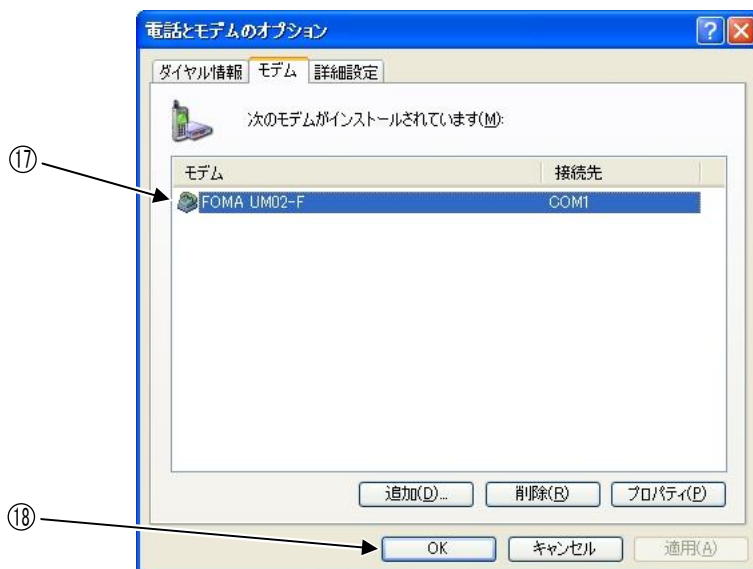 電話とモデムのオプション
ダイヤル情報 モデム 詳細設定
次のモデムがインストールされています(M):
⑰
モデム 接続先
FOMA UM02-F COM1
追加(D)... 削除(R) プロパティ(P)
⑱
OK キャンセル 適用(A)